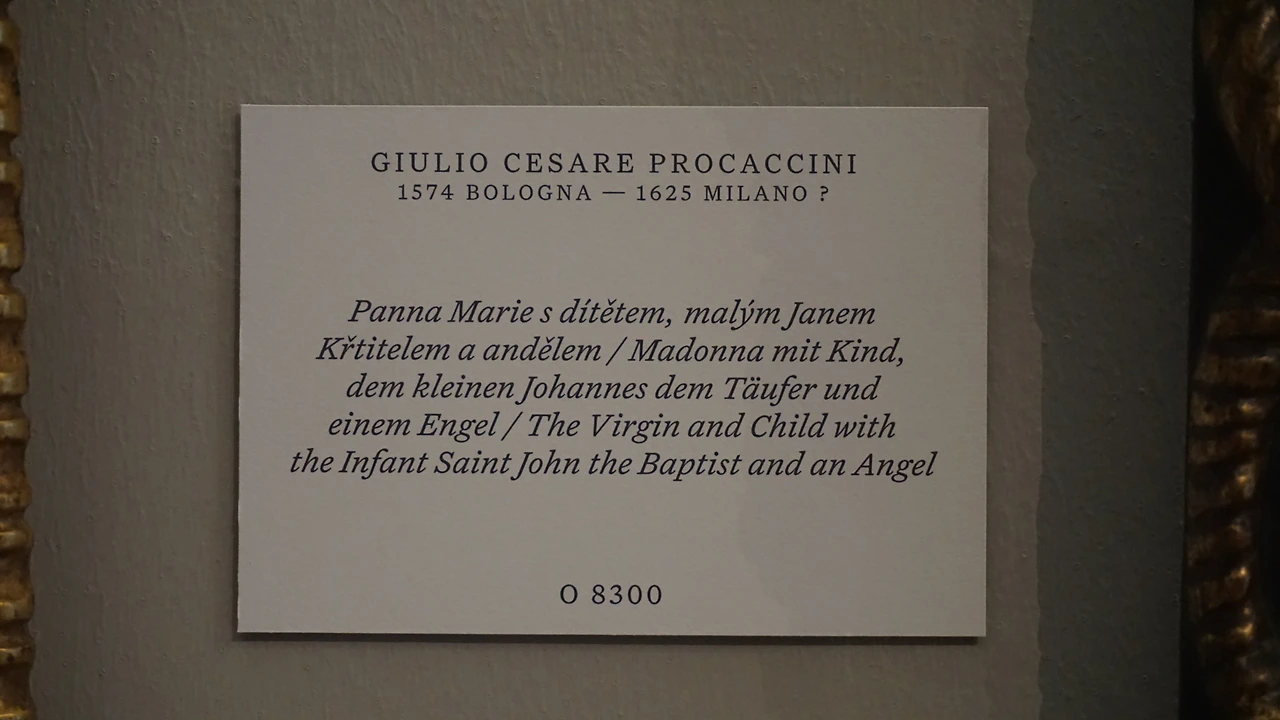 GIULIO CESARE PROCACCINI
1574 BOLOGNA — 1625 MILANO ?
Panna Marie s dítětem, malým Janem
Křtitelem a andělem / Madonna mit Kind,
dem kleinen Johannes dem Täufer und
einem Engel / The Virgin and Child with
the Infant Saint John the Baptist and an Angel
O 8300